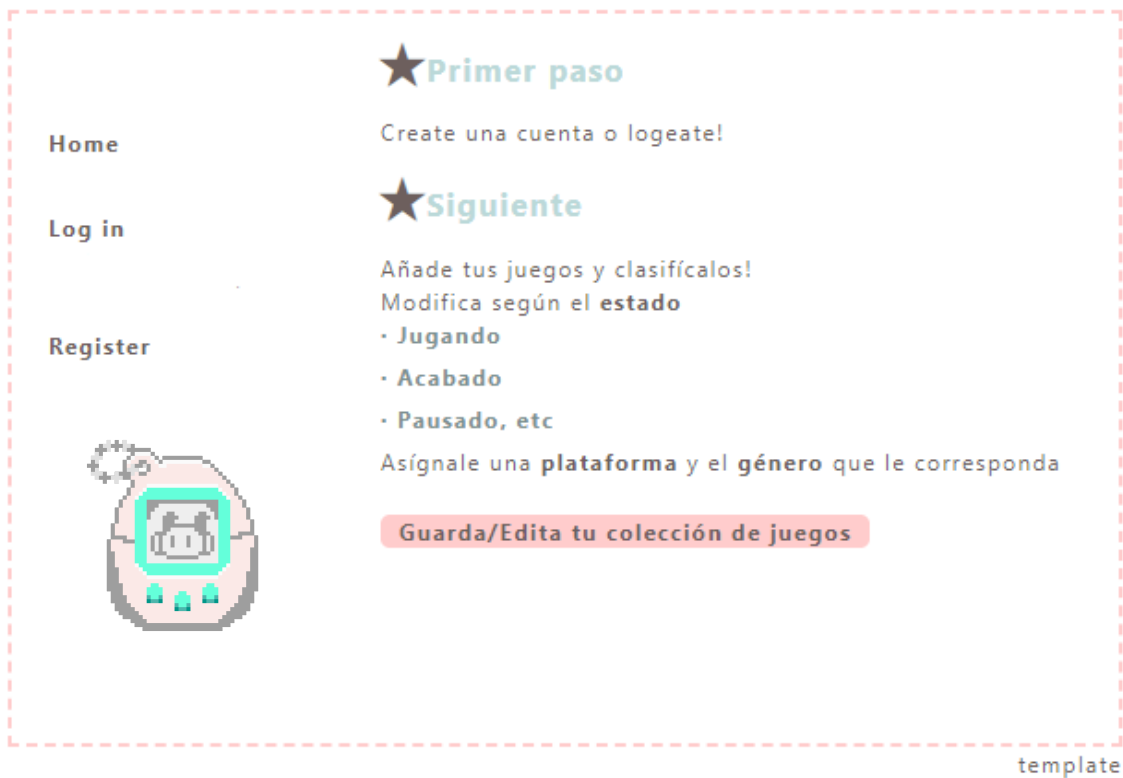 Home
Log in
Register
★Primer paso
Create una cuenta o logeate!
★Siguiente
Añade tus juegos y clasifícalos!
Modifica según el estado
· Jugando
· Acabado
· Pausado, etc
Asígnale una plataforma y el género que le corresponda
Guarda/Edita tu colección de juegos
template